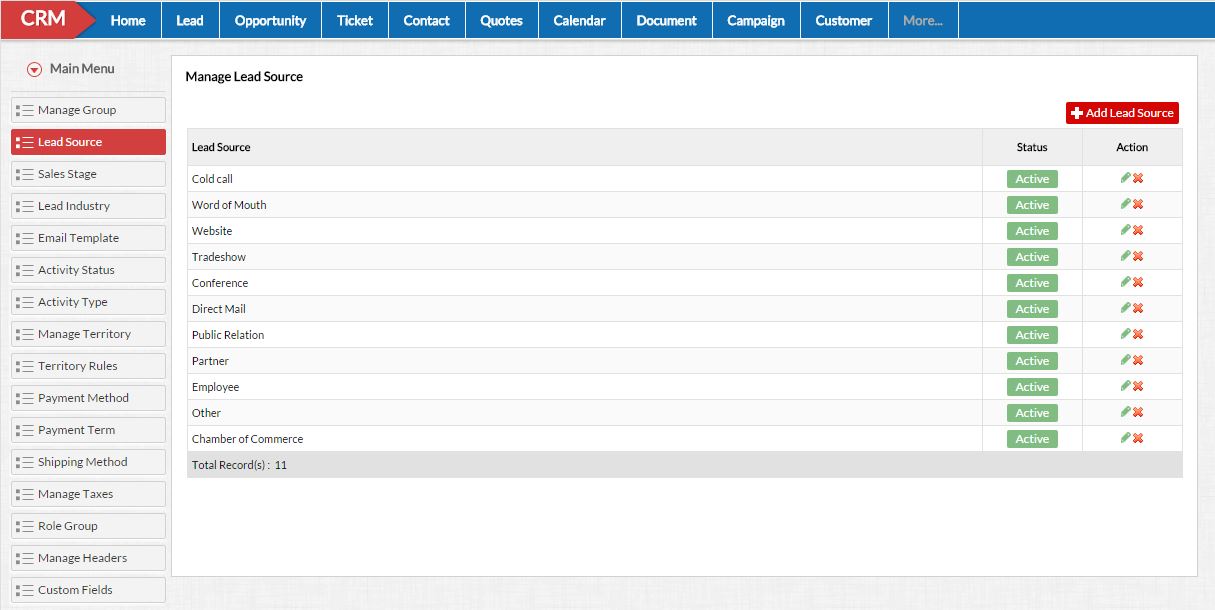 CRM Home Lead Opportunity Ticket Contact Quotes Calendar Document Campaign Customer More...
Main Menu
Manage Group
Lead Source
Sales Stage
Lead Industry
Email Template
Activity Status
Activity Type
Manage Territory
Territory Rules
Payment Method
Payment Term
Shipping Method
Manage Taxes
Role Group
Manage Headers
Custom Fields
Manage Lead Source
Add Lead Source
Lead Source Status Action
Cold call Active
Word of Mouth Active
Website Active
Tradeshow Active
Conference Active
Direct Mail Active
Public Relation Active
Partner Active
Employee Active
Other Active
Chamber of Commerce Active
Total Record(s) : 11